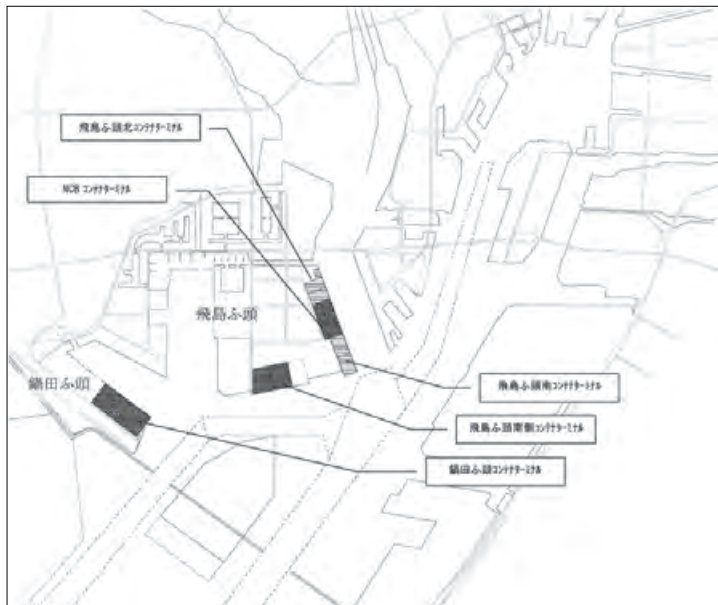 飛島ふ頭北コンテナターミナル
NCB コンテナターミナル
飛島ふ頭
鍋田ふ頭
飛島ふ頭南コンテナターミナル
飛島ふ頭南側コンテナターミナル
鍋田ふ頭コンテナターミナル